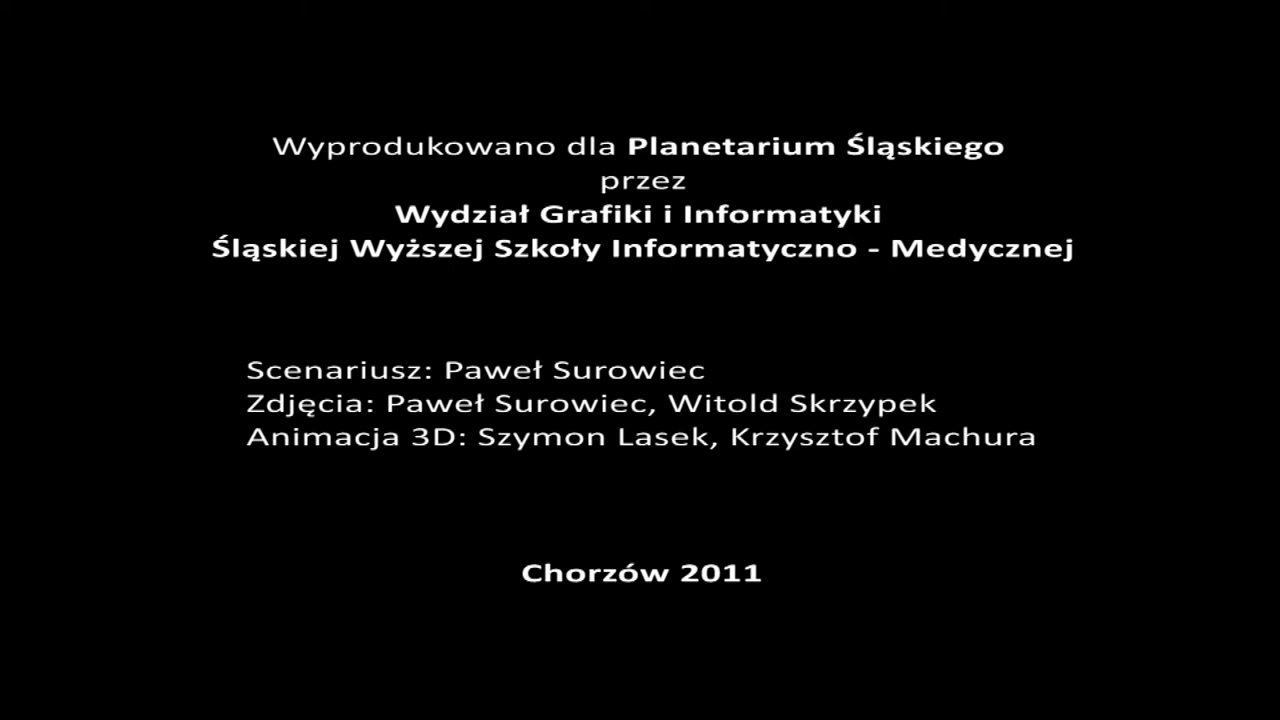 Wyprodukowano dla Planetarium Śląskiego
przez
Wydział Grafiki i Informatyki
Śląskiej Wyższej Szkoły Informatyczno - Medycznej
Scenariusz: Paweł Surowiec
Zdjęcia: Paweł Surowiec, Witold Skrzypek
Animacja 3D: Szymon Lasek, Krzysztof Machura
Chorzów 2011